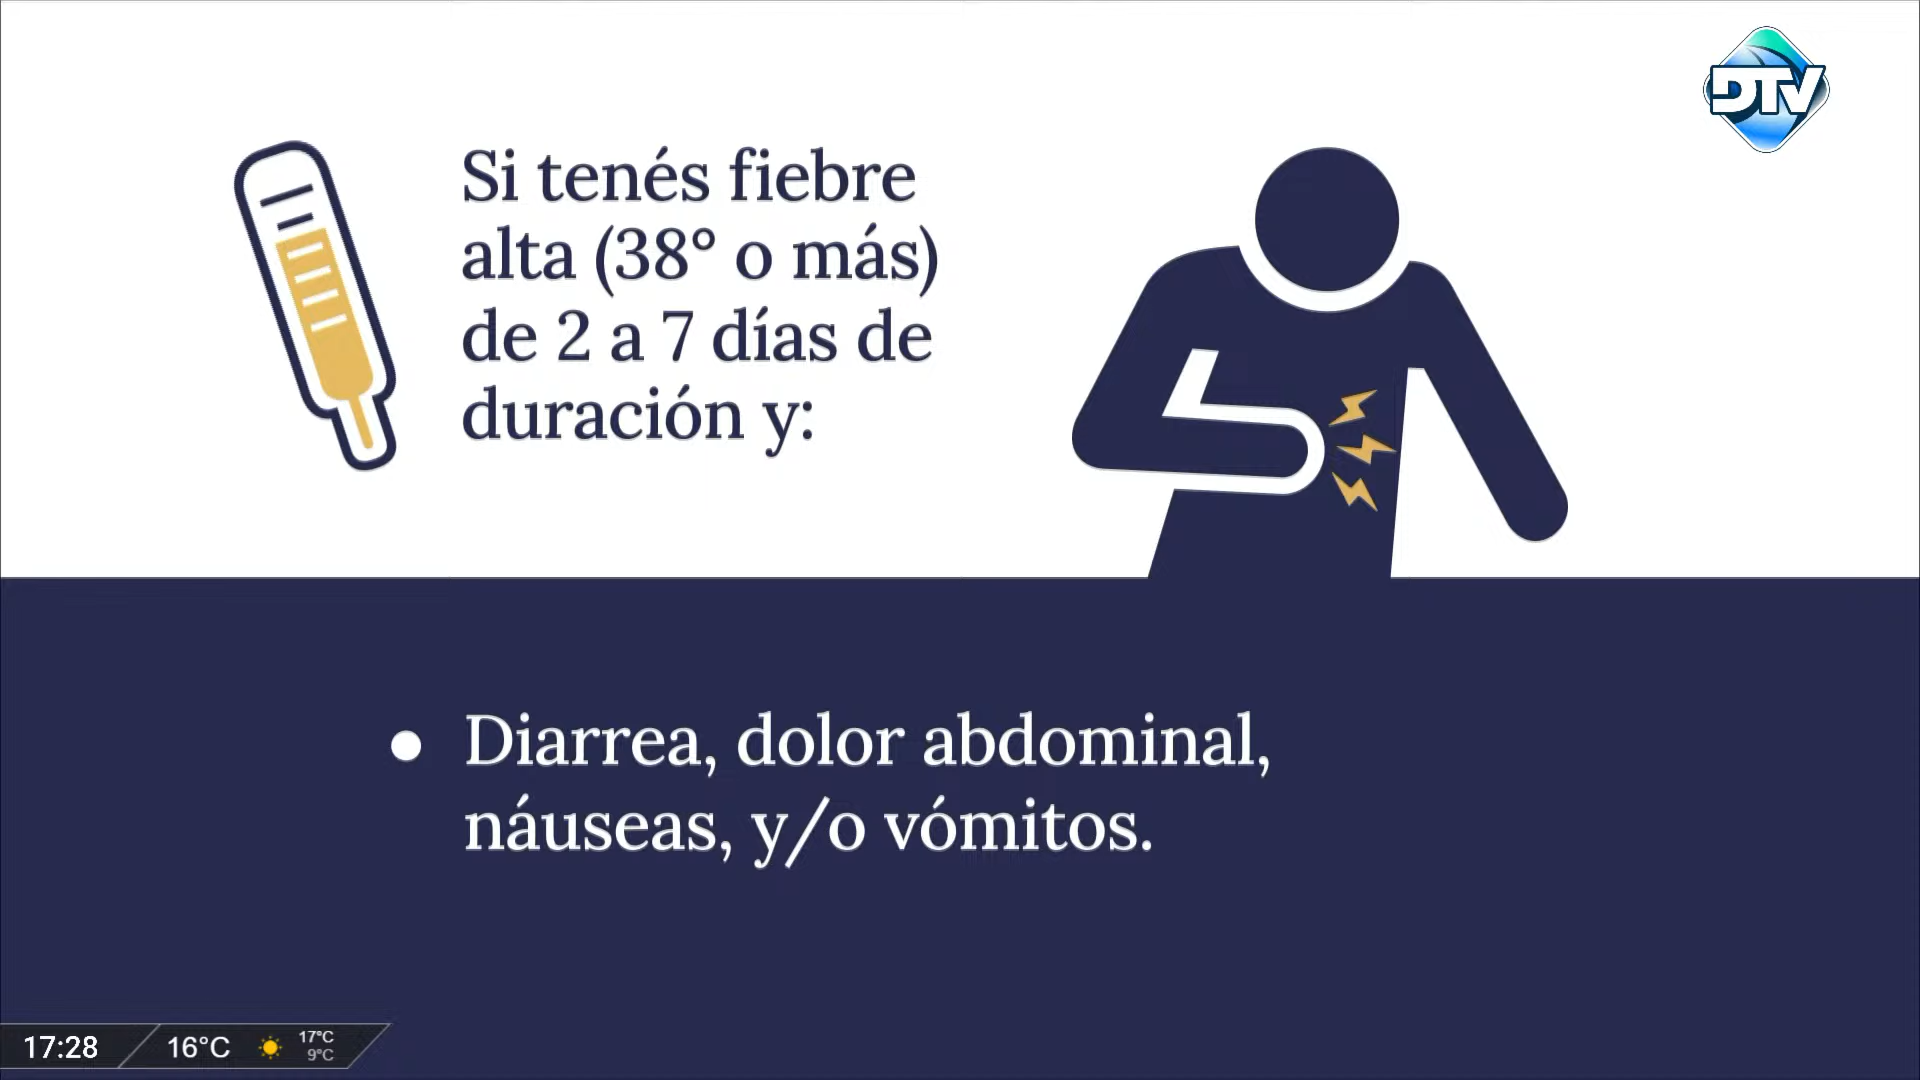 DTV
Si tenés fiebre
alta (38° o más)
de 2 a 7 días de
duración y:
• Diarrea, dolor abdominal,
náuseas, y/o vómitos.
17:28 16°C 17°C
9°C